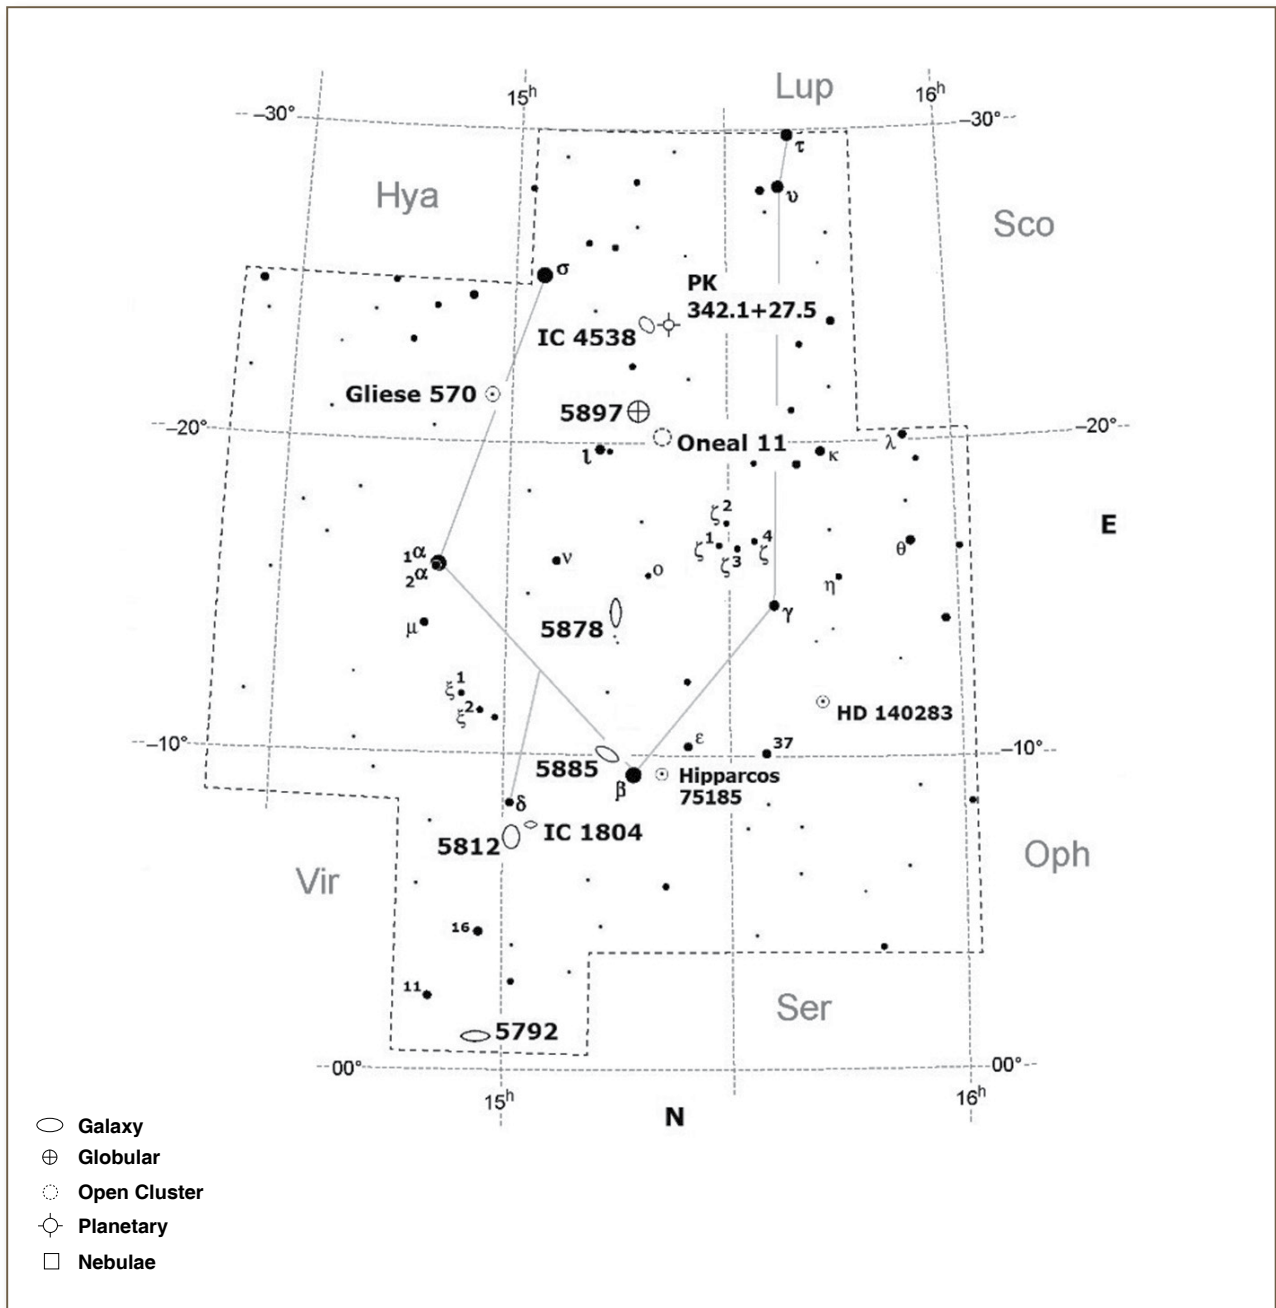 Lup
15h
16h
–30°
–30°
τ
Hya
υ
Sco
σ
PK
342.1+27.5
IC 4538
Gliese 570
5897
–20°
–20°
Oneal 11
ι
κ
λ
ζ2
E
ζ1
ζ3
ζ4
θ
1α
2α
ν
ο
η
γ
μ
5878
ξ1
ξ2
HD 140283
–10°
ε
37
–10°
5885
β
Hipparcos
75185
δ
IC 1804
5812
Oph
Vir
16
11
Ser
5792
00°
00°
15h
16h
N
Galaxy
Globular
Open Cluster
Planetary
Nebulae